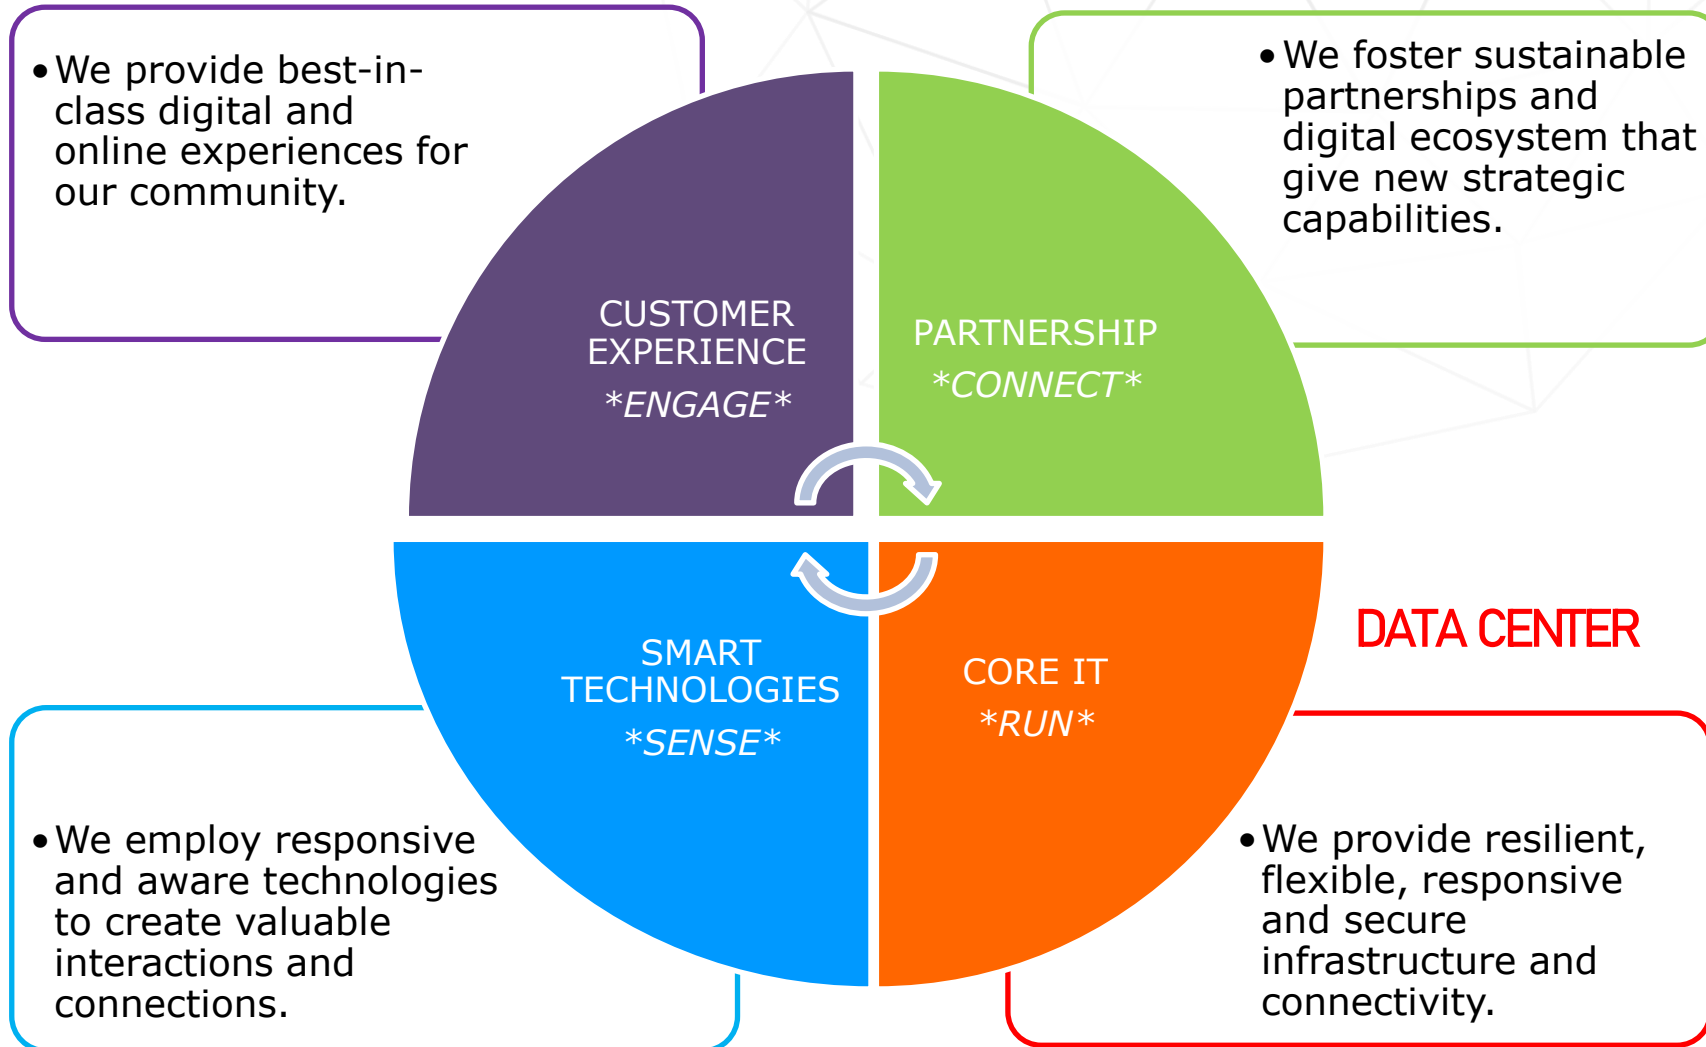 •We provide best-in-
class digital and
online experiences for
our community.
•We foster sustainable
partnerships and
digital ecosystem that
give new strategic
capabilities.
CUSTOMER
EXPERIENCE
*ENGAGE*
PARTNERSHIP
*CONNECT*
SMART
TECHNOLOGIES
*SENSE*
CORE IT
*RUN*
DATA CENTER
•We employ responsive
and aware technologies
to create valuable
interactions and
connections.
•We provide resilient,
flexible, responsive
and secure
infrastructure and
connectivity.